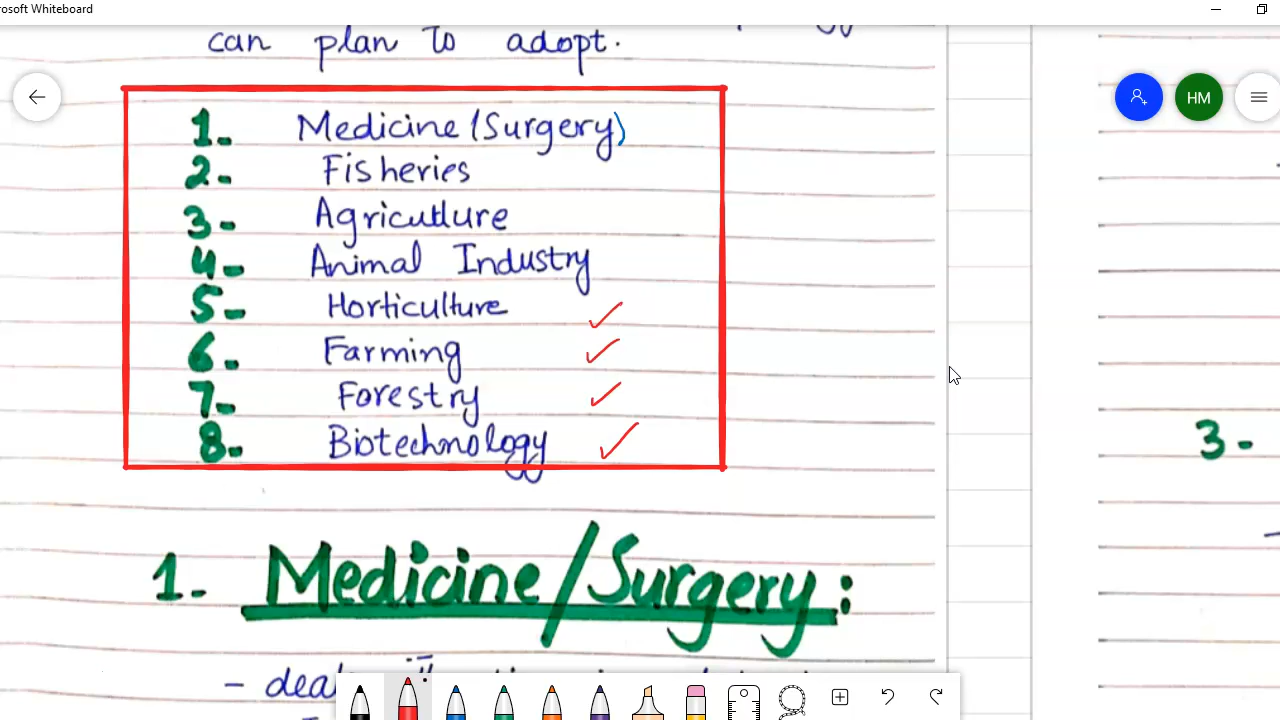 rosoft Whiteboard
can plan to adopt.
HM
1- Medicine (Surgery)
2- Fisheries
3- Agricutlure
4- Animal Industry
5- Horticulture
6- Farming
7- Forestry
8- Biotechnology
3-
1. Medicine/Surgery: